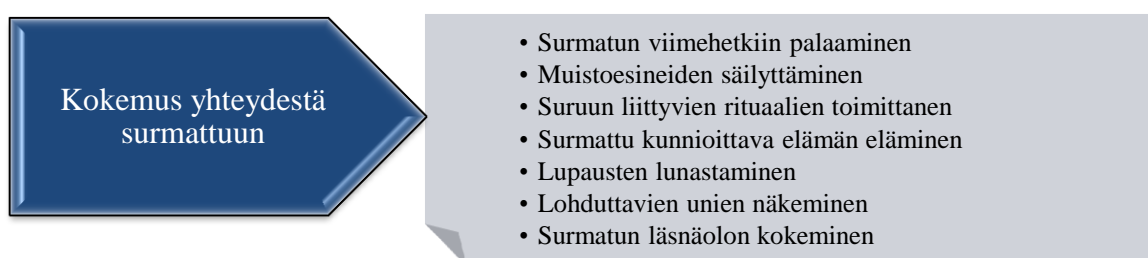 Kokemus yhteydestä
surmattuun
• Surmatun viimehetkiin palaaminen
• Muistoesineiden säilyttäminen
• Suruun liittyvien rituaalien toimittanen
• Surmattu kunnioittava elämän eläminen
• Lupausten lunastaminen
• Lohduttavien unien näkeminen
• Surmatun läsnäolon kokeminen